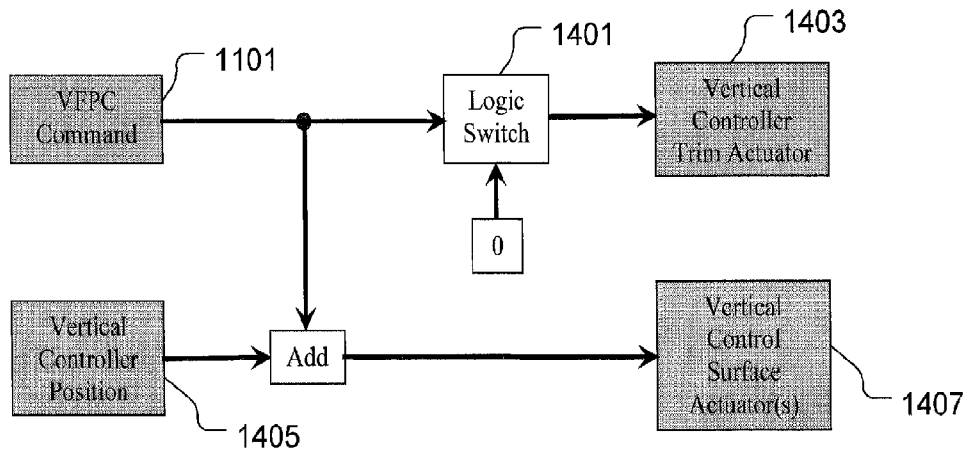 1101
1401
1403
VFPC
Command
Logic
Switch
Vertical
Controller
Trim Actuator
0
Vertical
Controller
Position
Add
Vertical
Control
Surface
Actuator(s)
1405
1407